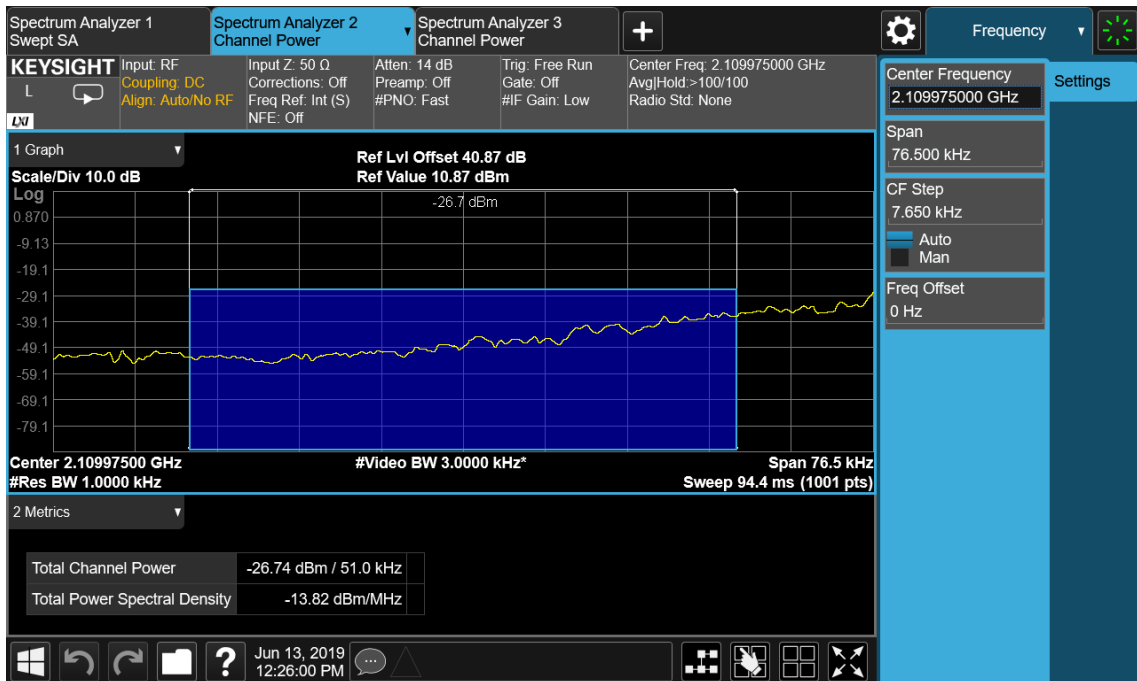 Spectrum Analyzer 1
Swept SA
Spectrum Analyzer 2
Channel Power
Spectrum Analyzer 3
Channel Power
Frequency
KEYSIGHT
L
LXI
Input: RF
Coupling: DC
Align: Auto/No RF
Input Z: 50 Ω
Corrections: Off
Freq Ref: Int (S)
NFE: Off
Atten: 14 dB
Preamp: Off
#PNO: Fast
Trig: Free Run
Gate: Off
#IF Gain: Low
Center Freq: 2.109975000 GHz
Avg|Hold:>100/100
Radio Std: None
Center Frequency
2.109975000 GHz
Settings
Span
76.500 kHz
CF Step
7.650 kHz
Auto
Man
Freq Offset
0 Hz
1 Graph
Scale/Div 10.0 dB
Ref Lvl Offset 40.87 dB
Ref Value 10.87 dBm
Log
-26.7 dBm
0.870
-9.13
-19.1
-29.1
-39.1
-49.1
-59.1
-69.1
-79.1
Center 2.10997500 GHz
#Video BW 3.0000 kHz*
Span 76.5 kHz
#Res BW 1.0000 kHz
Sweep 94.4 ms (1001 pts)
2 Metrics
Total Channel Power -26.74 dBm / 51.0 kHz
Total Power Spectral Density -13.82 dBm/MHz
Jun 13, 2019
12:26:00 PM